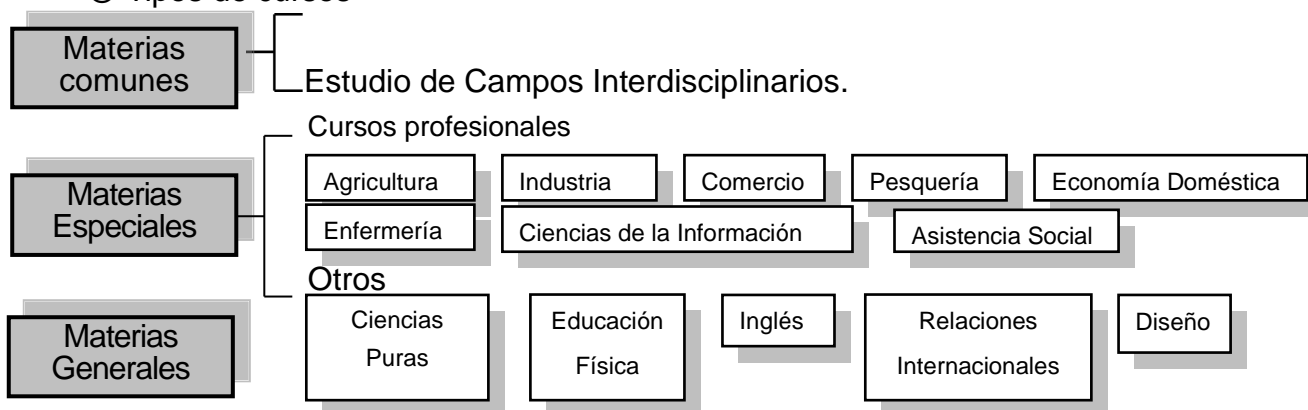 Tipos de cursos
Materias
comunes
Estudio de Campos Interdisciplinarios.
Cursos profesionales
Materias
Especiales
Agricultura
Industria
Comercio
Pesquería
Economía Doméstica
Enfermería
Ciencias de la Información
Asistencia Social
Otros
Materias
Generales
Ciencias
Puras
Educación
Física
Inglés
Relaciones
Internacionales
Diseño